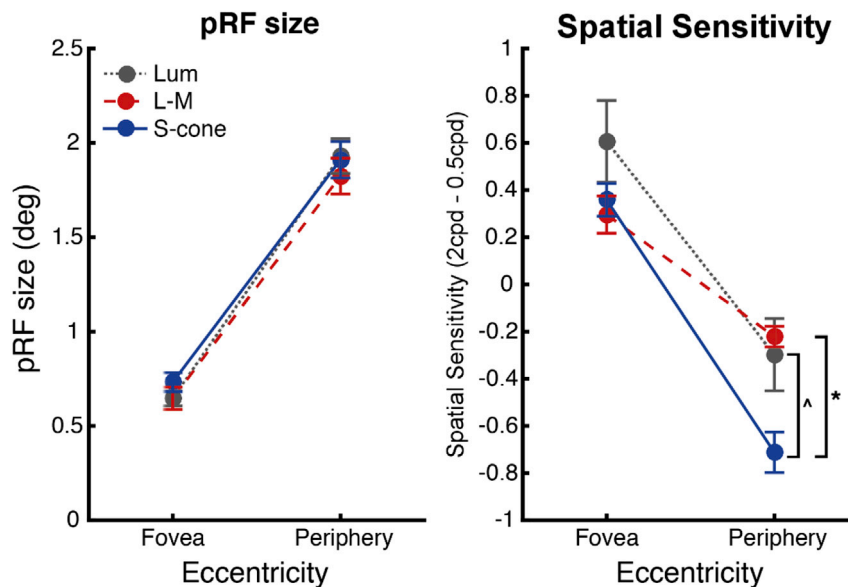 pRF size
2.5
2
1.5
1
0.5
0
pRF size (deg)
Lum
L-M
S-cone
Fovea
Periphery
Eccentricity
Spatial Sensitivity
1
0.8
0.6
0.4
0.2
0
-0.2
-0.4
-0.6
-0.8
-1
Spatial Sensitivity (2cpd - 0.5cpd)
^
*
Fovea
Periphery
Eccentricity